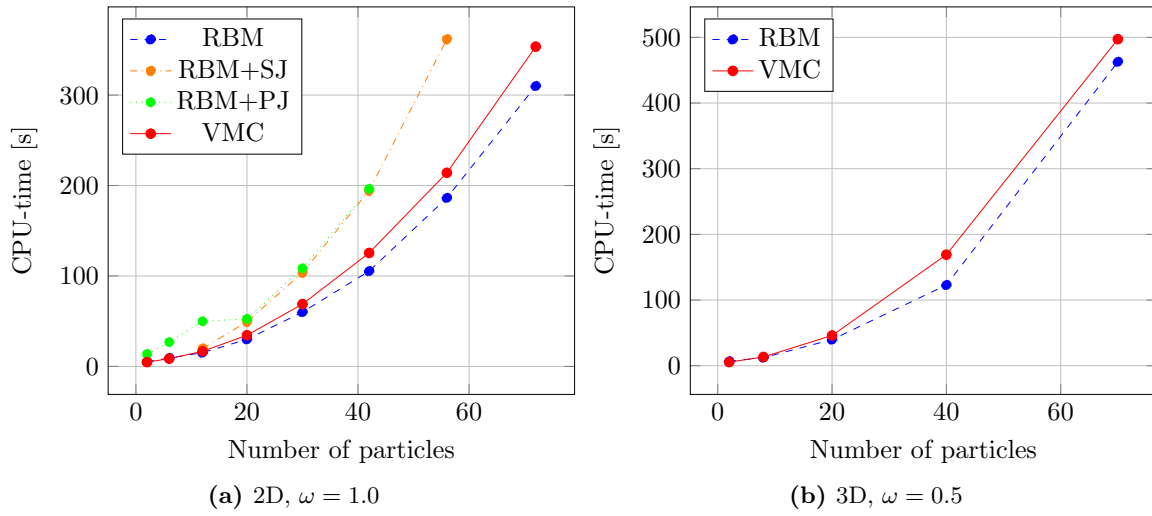 RBM
RBM+SJ
RBM+PJ
VMC
300
200
100
0
CPU-time [s]
0 20 40 60
Number of particles
(a) 2D, ω = 1.0
RBM
VMC
500
400
300
200
100
0
CPU-time [s]
0 20 40 60
Number of particles
(b) 3D, ω = 0.5